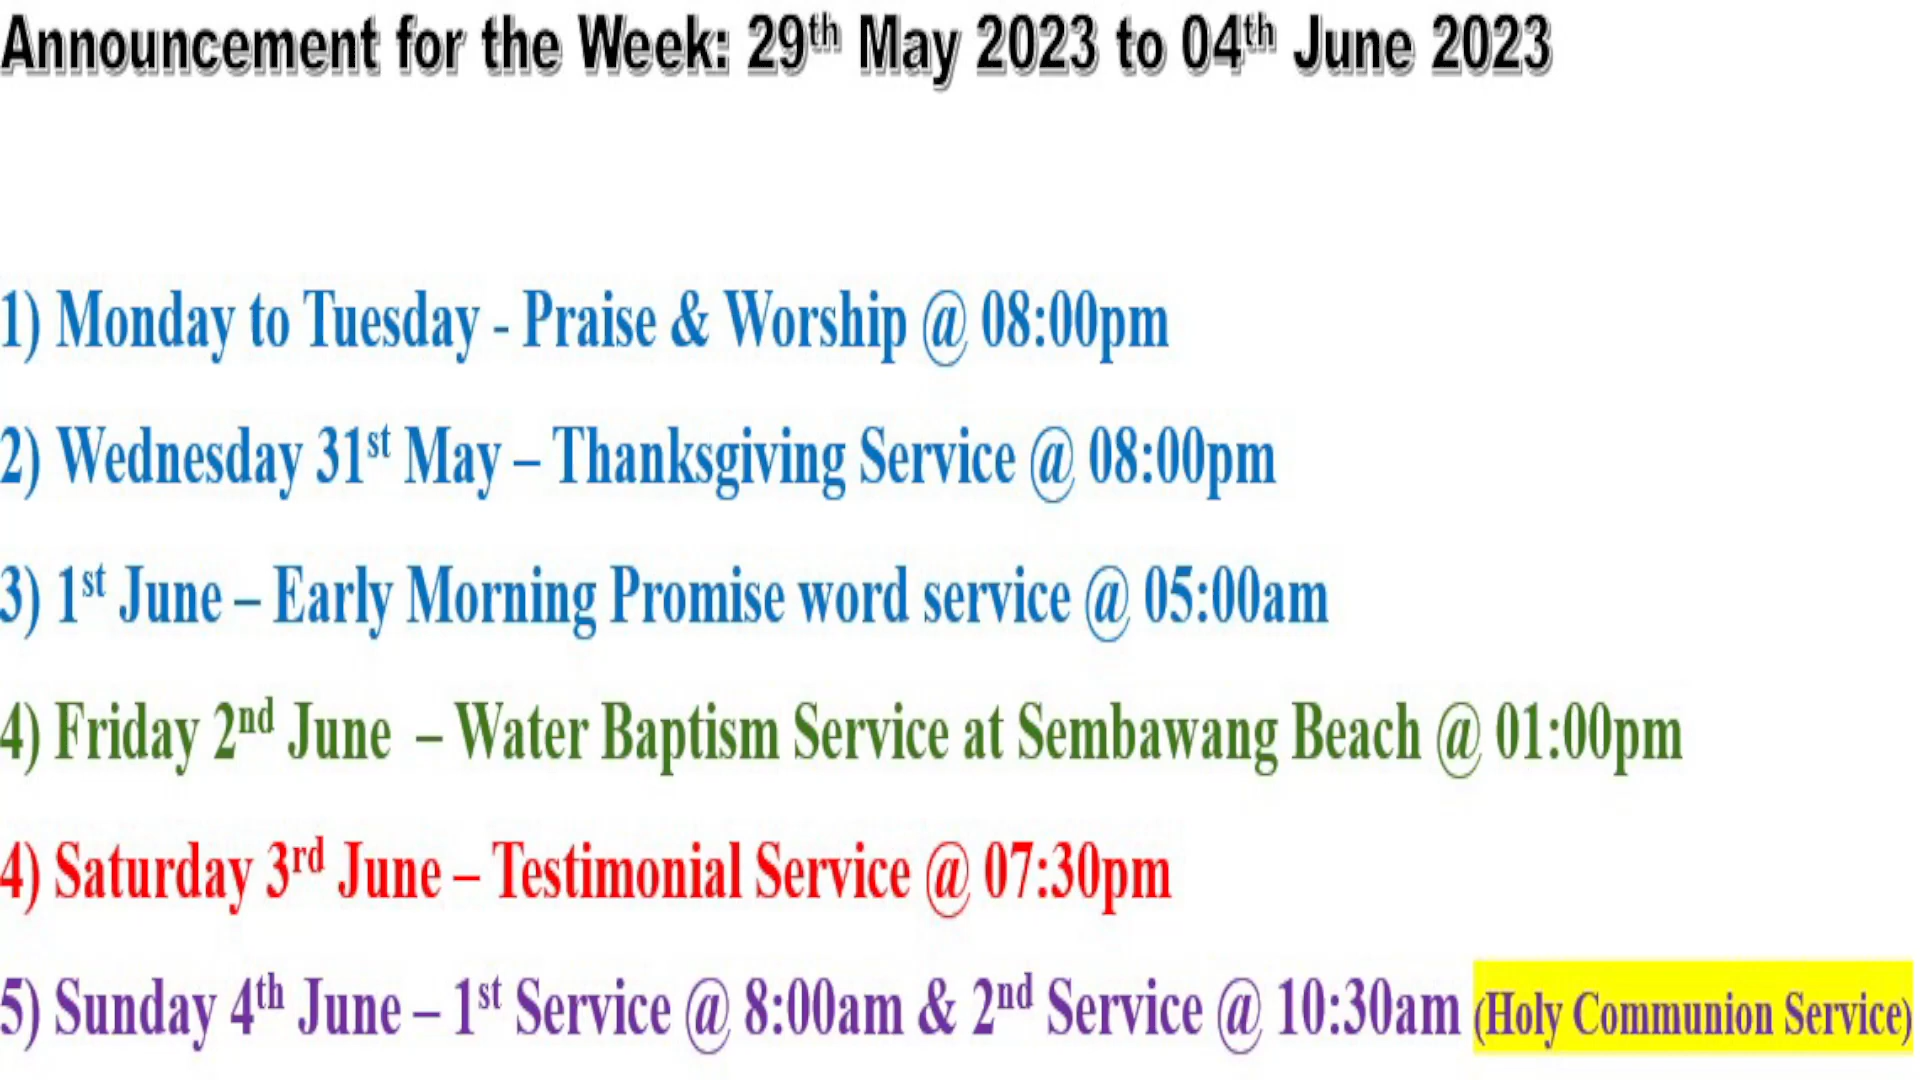 Announcement for the Week: 29th May 2023 to 04th June 2023
1) Monday to Tuesday - Praise & Worship @ 08:00pm
2) Wednesday 31st May – Thanksgiving Service @ 08:00pm
3) 1st June – Early Morning Promise word service @ 05:00am
4) Friday 2nd June – Water Baptism Service at Sembawang Beach @ 01:00pm
4) Saturday 3rd June – Testimonial Service @ 07:30pm
5) Sunday 4th June – 1st Service @ 8:00am & 2nd Service @ 10:30am (Holy Communion Service)